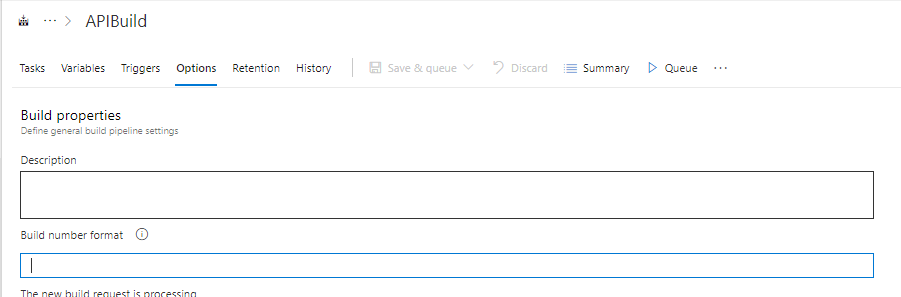 ··· > APIBuild
Tasks Variables Triggers Options Retention History Save & queue Discard Summary Queue ···
Build properties
Define general build pipeline settings
Description
Build number format
The new build request is processing